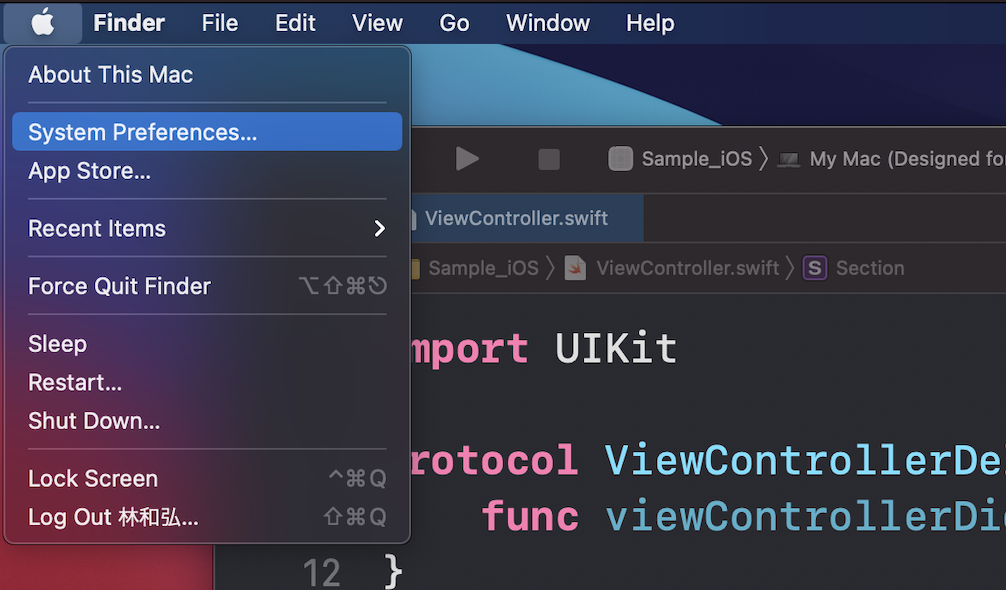 Finder File Edit View Go Window Help
About This Mac
System Preferences...
App Store...
Recent Items
Force Quit Finder ⌥⇧⌘⎋
Sleep
Restart...
Shut Down...
Lock Screen ^⌘Q
Log Out 林和弘... ⇧⌘Q
Sample_iOS 〉 My Mac (Designed for
ViewController.swift
Sample_iOS 〉 ViewController.swift 〉 S Section
mport UIKit
rotocol ViewControllerDe
func viewControllerDi
12 }